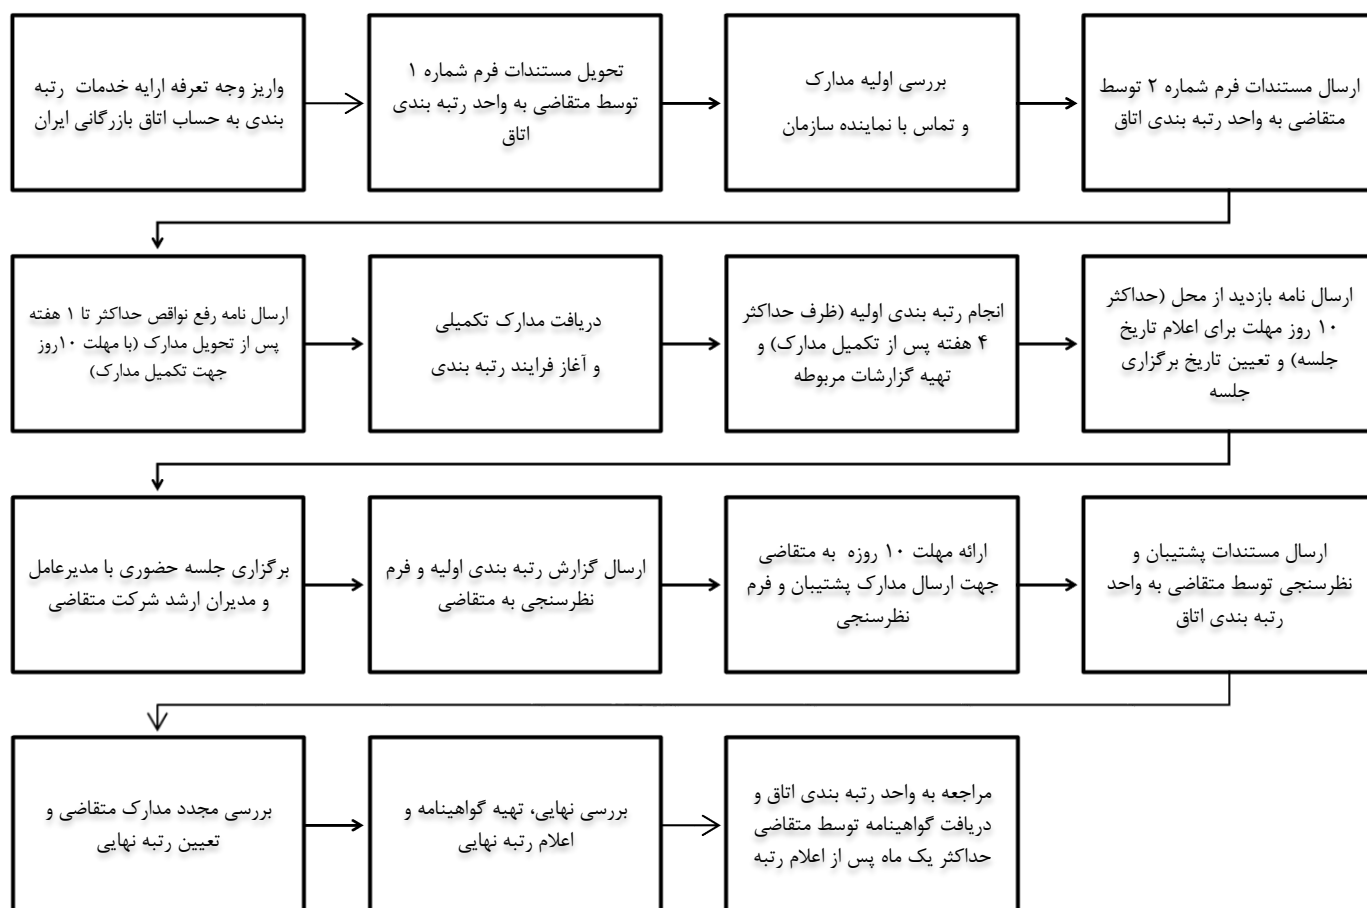 واریز وجه تعرفه ارایه خدمات رتبه
بندی به حساب اتاق بازرگانی ایران
تحویل مستندات فرم شماره ۱
توسط متقاضی به واحد رتبه بندی
اتاق
بررسی اولیه مدارک
و تماس با نماینده سازمان
ارسال مستندات فرم شماره ۲ توسط
متقاضی به واحد رتبه بندی اتاق
ارسال نامه رفع نواقص حداکثر تا ۱ هفته
پس از تحویل مدارک (با مهلت ۱۰روز
جهت تکمیل مدارک)
دریافت مدارک تکمیلی
و آغاز فرایند رتبه بندی
انجام رتبه بندی اولیه (ظرف حداکثر
۴ هفته پس از تکمیل مدارک) و
تهیه گزارشات مربوطه
ارسال نامه بازدید از محل (حداکثر
۱۰ روز مهلت برای اعلام تاریخ
جلسه) و تعیین تاریخ برگزاری
جلسه
برگزاری جلسه حضوری با مدیرعامل
و مدیران ارشد شرکت متقاضی
ارسال گزارش رتبه بندی اولیه و فرم
نظرسنجی به متقاضی
ارائه مهلت ۱۰ روزه به متقاضی
جهت ارسال مدارک پشتیبان و فرم
نظرسنجی
ارسال مستندات پشتیبان و
نظرسنجی توسط متقاضی به واحد
رتبه بندی اتاق
بررسی مجدد مدارک متقاضی و
تعیین رتبه نهایی
بررسی نهایی، تهیه گواهینامه و
اعلام رتبه نهایی
مراجعه به واحد رتبه بندی اتاق و
دریافت گواهینامه توسط متقاضی
حداکثر یک ماه پس از اعلام رتبه